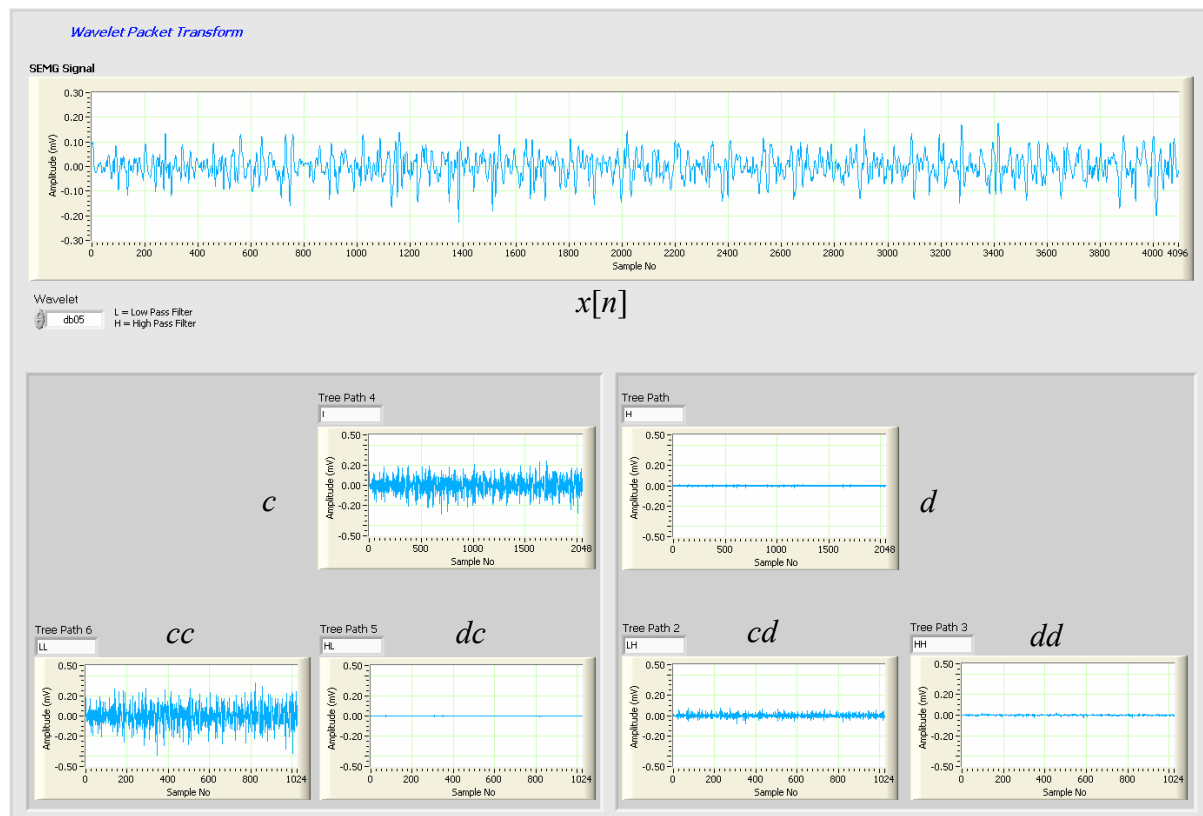 Wavelet Packet Transform
SEMG Signal
Amplitude (mV)
0.30
0.20
0.10
0.00
-0.10
-0.20
-0.30
0 200 400 600 800 1000 1200 1400 1600 1800 2000 2200 2400 2600 2800 3000 3200 3400 3600 3800 4000 4096
Sample No
x[n]
Wavelet
db05
L = Low Pass Filter
H = High Pass Filter
Tree Path 4
l
Amplitude (mV)
0.50
0.20
0.00
-0.20
-0.50
0 500 1000 1500 2048
Sample No
c
Tree Path
H
Amplitude (mV)
0.50
0.20
0.00
-0.20
-0.50
0 500 1000 1500 2048
Sample No
d
Tree Path 6
LL
cc
Amplitude (mV)
0.50
0.20
0.00
-0.20
-0.50
0 200 400 600 800 1024
Sample No
Tree Path 5
HL
dc
Amplitude (mV)
0.50
0.20
0.00
-0.20
-0.50
0 200 400 600 800 1024
Sample No
Tree Path 2
LH
cd
Amplitude (mV)
0.50
0.20
0.00
-0.20
-0.50
0 200 400 600 800 1024
Sample No
Tree Path 3
HH
dd
Amplitude (mV)
0.50
0.20
0.00
-0.20
-0.50
0 200 400 600 800 1024
Sample No